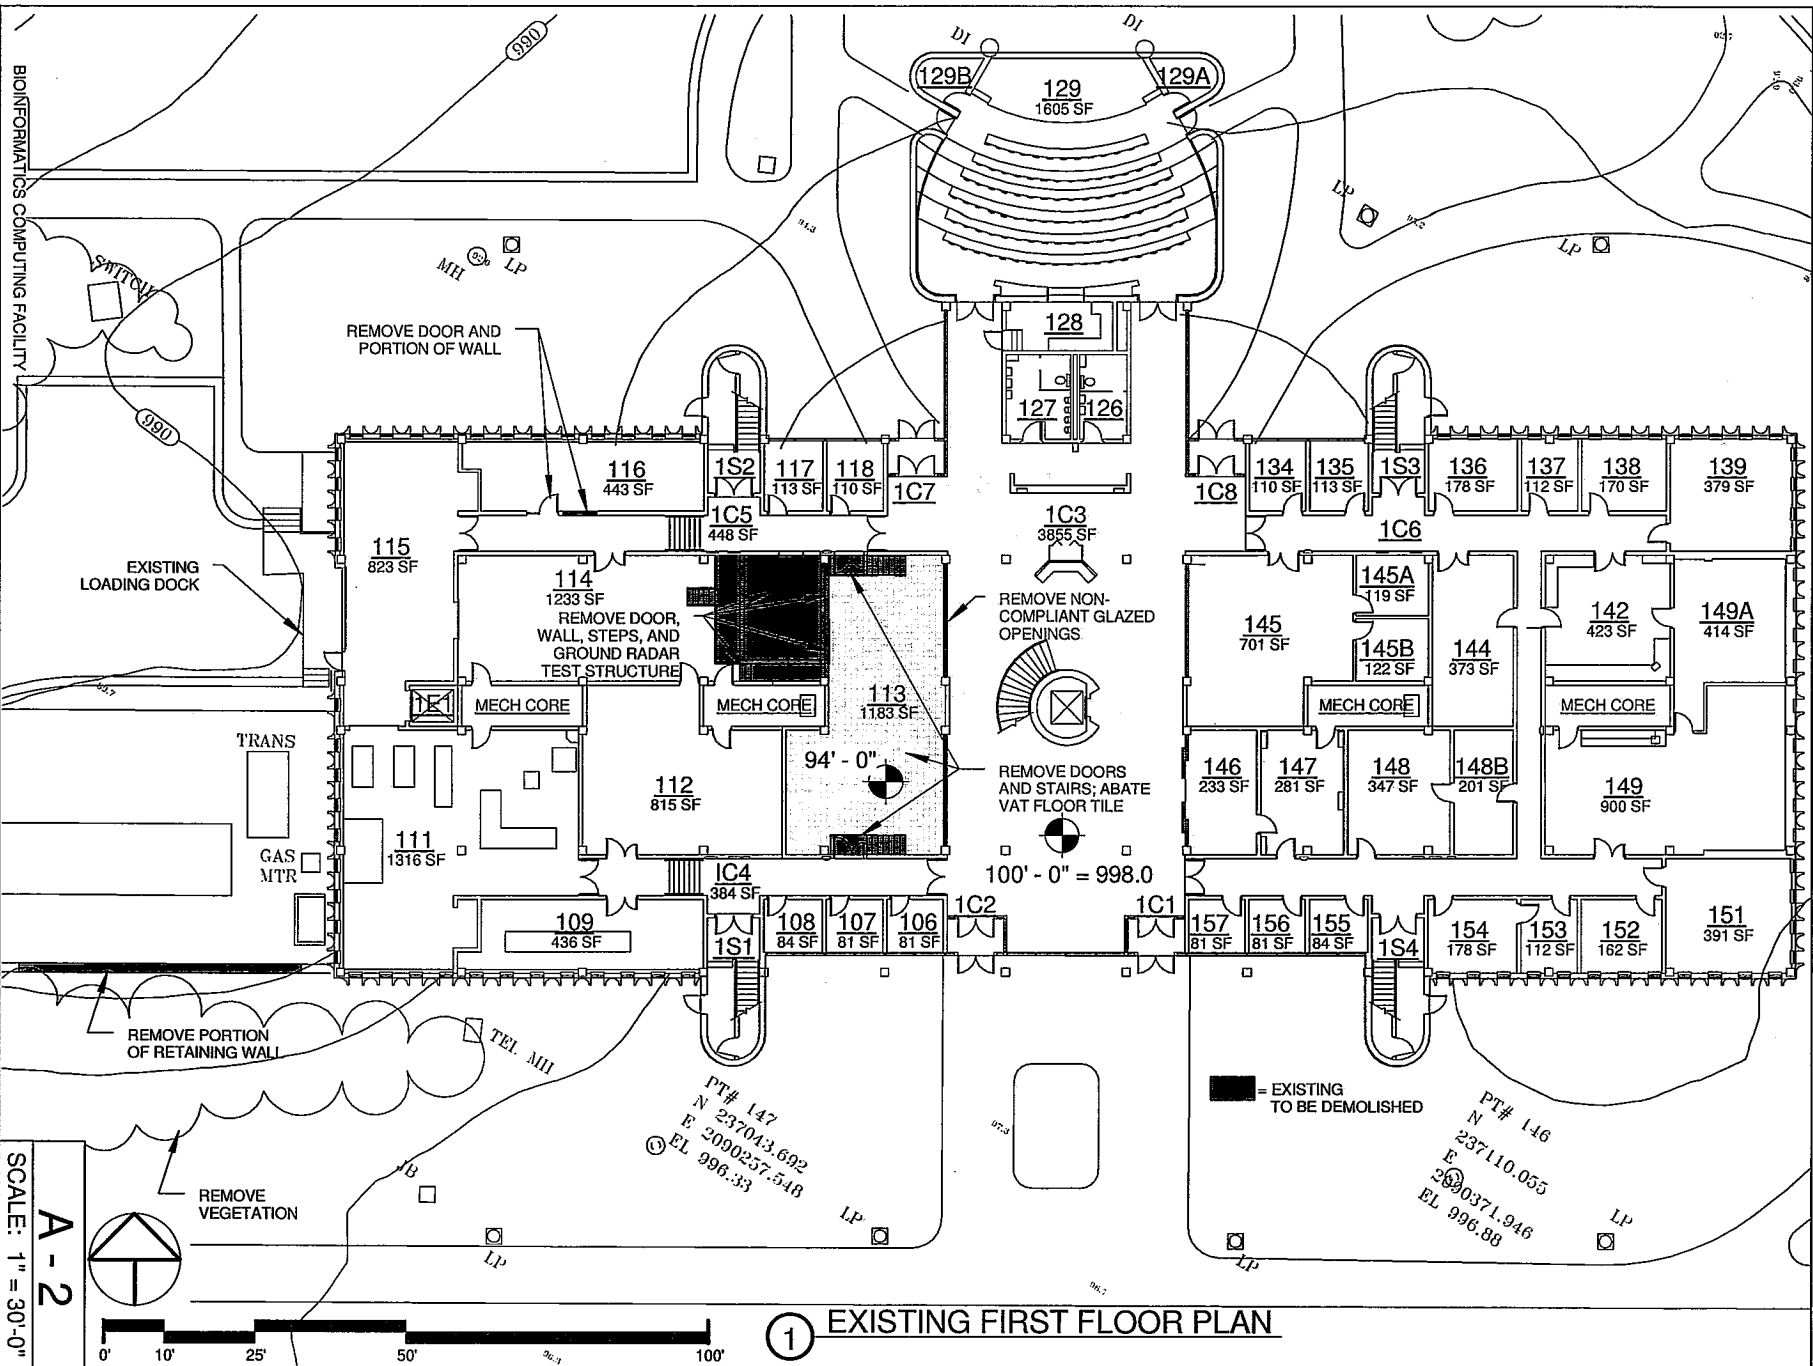 990
DI
DI
129B
129
1605 SF
129A
BIOINFORMATICS COMPUTING FACILITY
SWITCH
MH
LP
LP
LP
REMOVE DOOR AND
PORTION OF WALL
128
127
126
990
116
443 SF
1S2
117
113 SF
118
110 SF
1C7
1C8
134
110 SF
135
113 SF
1S3
136
178 SF
137
112 SF
138
170 SF
139
379 SF
1C5
448 SF
1C3
3855 SF
1C6
115
823 SF
EXISTING
LOADING DOCK
114
1233 SF
REMOVE DOOR,
WALL, STEPS, AND
GROUND RADAR
TEST STRUCTURE
REMOVE NON-
COMPLIANT GLAZED
OPENINGS
145
701 SF
145A
119 SF
145B
122 SF
144
373 SF
142
423 SF
149A
414 SF
1E1
MECH CORE
MECH CORE
113
1183 SF
MECH CORE
MECH CORE
TRANS
94' - 0"
REMOVE DOORS
AND STAIRS; ABATE
VAT FLOOR TILE
112
815 SF
146
233 SF
147
281 SF
148
347 SF
148B
201 SF
149
900 SF
111
1316 SF
GAS
MTR
1C4
384 SF
100' - 0" = 998.0
1C2
1C1
109
436 SF
1S1
108
84 SF
107
81 SF
106
81 SF
157
81 SF
156
81 SF
155
84 SF
1S4
154
178 SF
153
112 SF
152
162 SF
151
391 SF
REMOVE PORTION
OF RETAINING WALL
TEL MH
PT# 147
N 237043.692
E 2090257.548
EL 996.33
97.3
= EXISTING
TO BE DEMOLISHED
PT# 146
N
237110.055
E
2090371.946
EL 996.88
JB
REMOVE
VEGETATION
LP
LP
LP
LP
A - 2
SCALE: 1" = 30'-0"
0' 10' 25' 50' 100'
1 EXISTING FIRST FLOOR PLAN